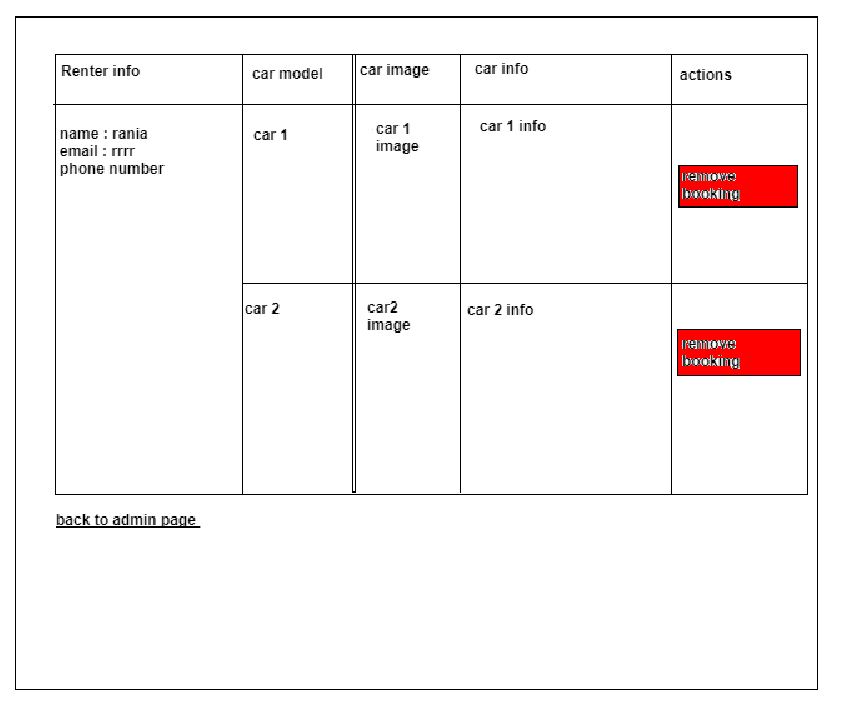 Renter info
car model
car image
car info
actions
name : rania
email : rrrr
phone number
car 1
car 1
image
car 1 info
remove
booking
car 2
car2
image
car 2 info
remove
booking
back to admin page